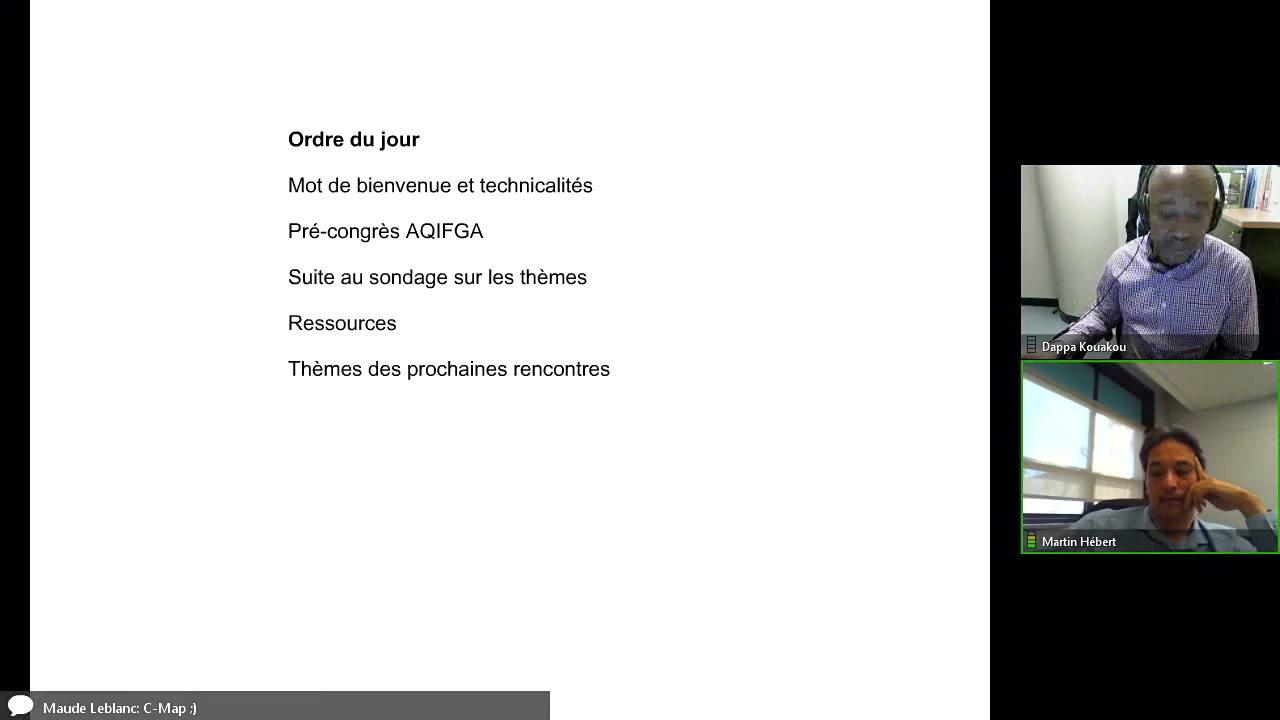 Ordre du jour
Mot de bienvenue et technicalités
Pré-congrès AQIFGA
Suite au sondage sur les thèmes
Ressources
Thèmes des prochaines rencontres
Dappa Kouakou
Martin Hébert
Maude Leblanc: C-Map ;)